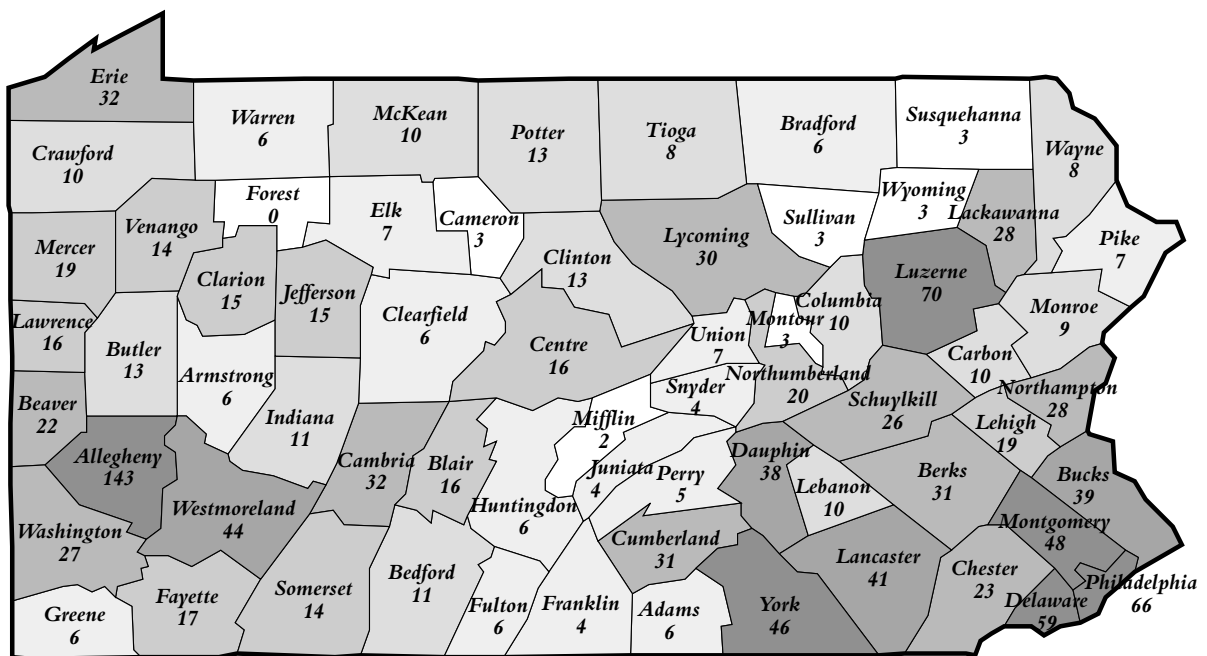 Erie
32
Warren
6
McKean
10
Potter
13
Tioga
8
Bradford
6
Susquehanna
3
Wayne
8
Crawford
10
Forest
0
Elk
7
Cameron
3
Sullivan
3
Wyoming
3
Lackawanna
28
Pike
7
Mercer
19
Venango
14
Clarion
15
Jefferson
15
Clearfield
6
Clinton
13
Lycoming
30
Luzerne
70
Columbia
10
Montour
3
Monroe
9
Lawrence
16
Butler
13
Armstrong
6
Indiana
11
Centre
16
Union
7
Snyder
4
Northumberland
20
Carbon
10
Schuylkill
26
Northampton
28
Lehigh
19
Beaver
22
Allegheny
143
Westmoreland
44
Cambria
32
Blair
16
Huntingdon
6
Mifflin
2
Juniata
4
Perry
5
Dauphin
38
Lebanon
10
Berks
31
Bucks
39
Montgomery
48
Washington
27
Greene
6
Fayette
17
Somerset
14
Bedford
11
Fulton
6
Franklin
4
Cumberland
31
Adams
6
York
46
Lancaster
41
Chester
23
Delaware
59
Philadelphia
66